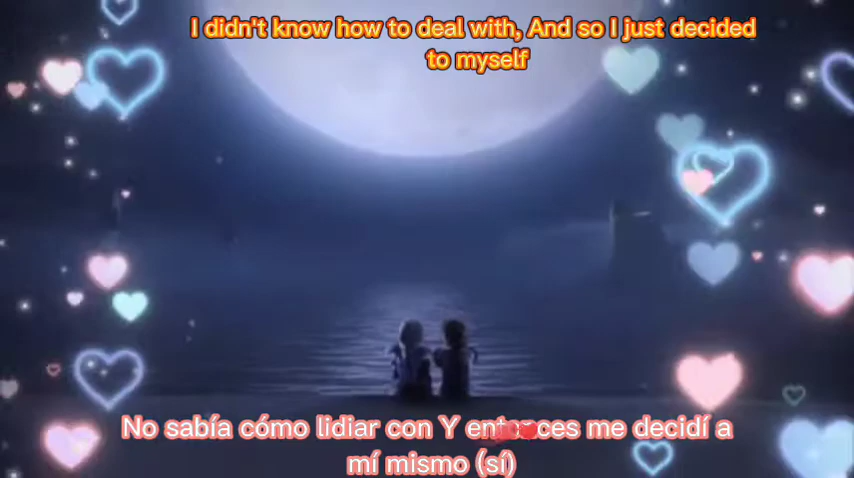 I didn't know how to deal with, And so I just decided
to myself
No sabía cómo lidiar con Y entonces me decidí a
mí mismo (sí)